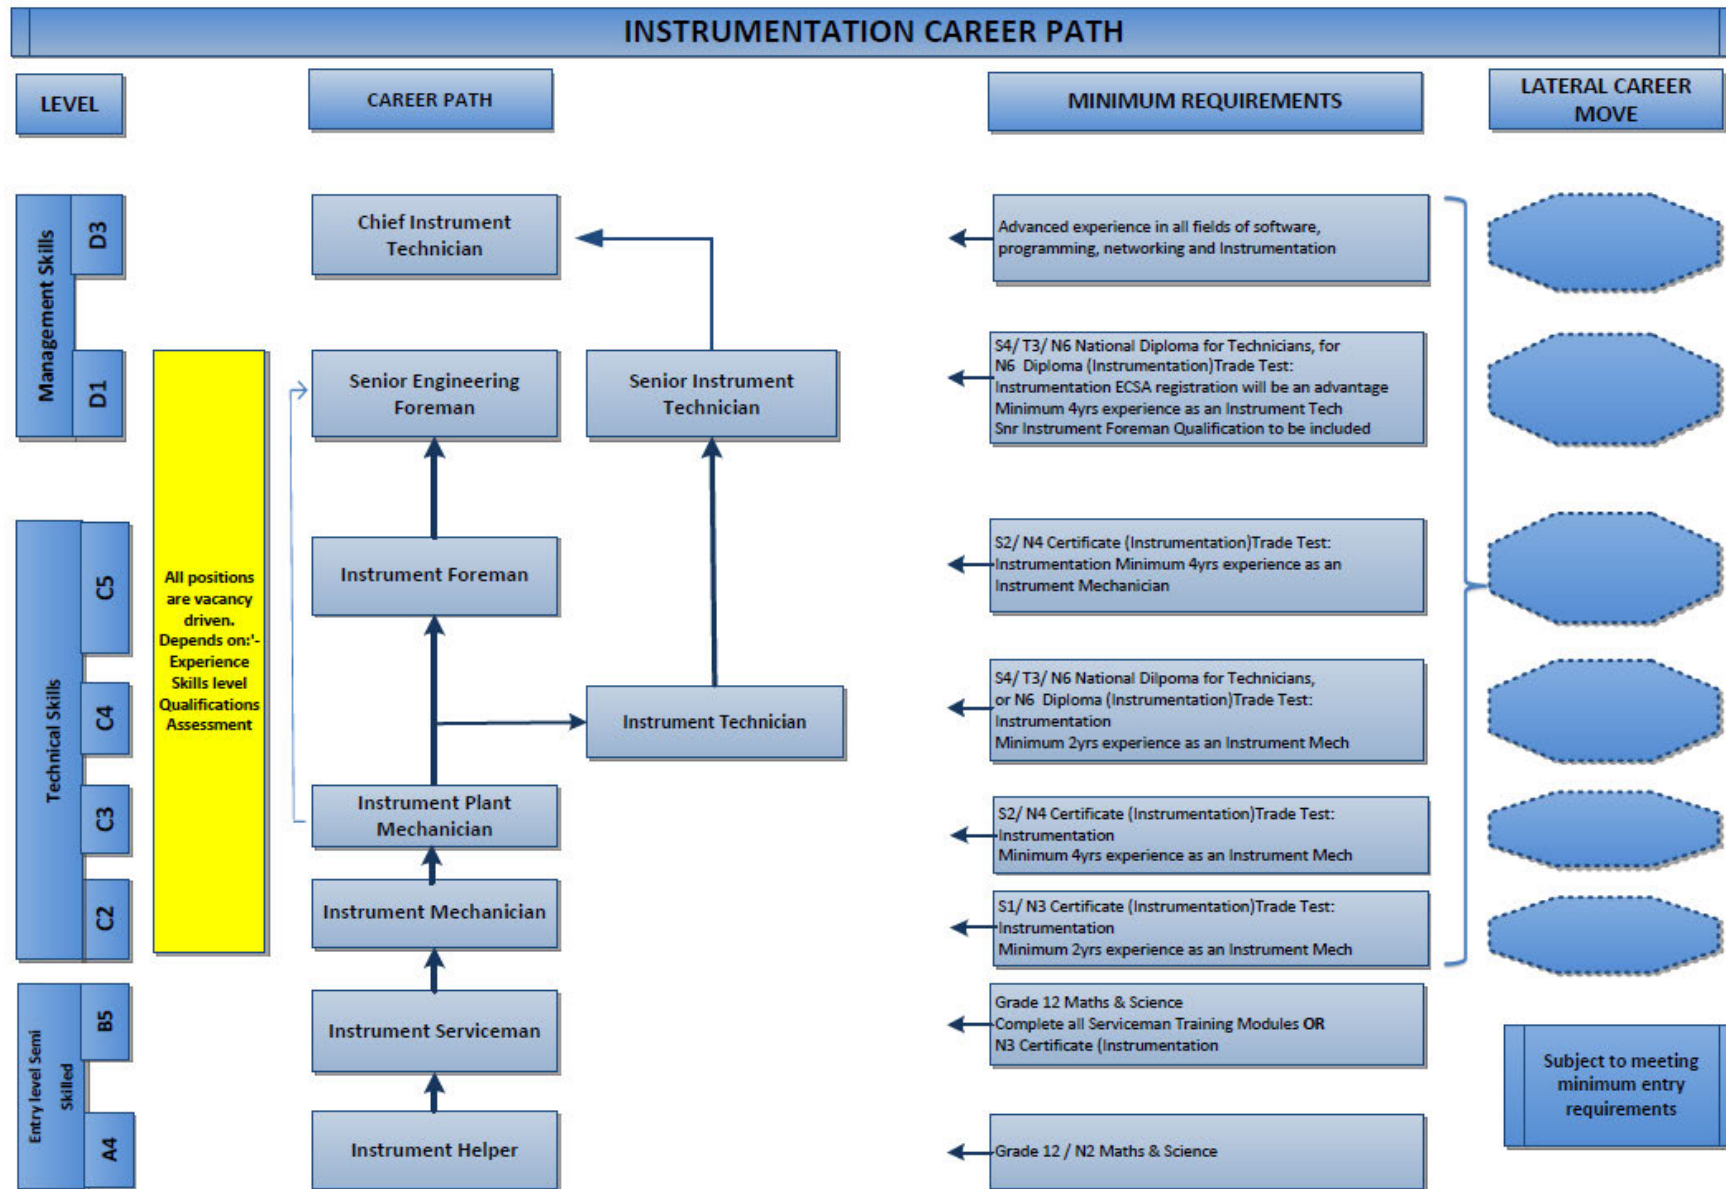 INSTRUMENTATION CAREER PATH
LEVEL
CAREER PATH
MINIMUM REQUIREMENTS
LATERAL CAREER
MOVE
Management Skills
D3
Chief Instrument
Technician
Advanced experience in all fields of software,
programming, networking and Instrumentation
D1
Senior Engineering
Foreman
Senior Instrument
Technician
S4/ T3/ N6 National Diploma for Technicians, for
N6 Diploma (Instrumentation)Trade Test:
Instrumentation ECSA registration will be an advantage
Minimum 4yrs experience as an Instrument Tech
Snr Instrument Foreman Qualification to be included
All positions
are vacancy
driven.
Depends on:'-
Experience
Skills level
Qualifications
Assessment
Technical Skills
C5
Instrument Foreman
S2/ N4 Certificate (Instrumentation)Trade Test:
Instrumentation Minimum 4yrs experience as an
Instrument Mechanician
C4
Instrument Technician
S4/ T3/ N6 National Dilpoma for Technicians,
or N6 Diploma (Instrumentation)Trade Test:
Instrumentation
Minimum 2yrs experience as an Instrument Mech
C3
Instrument Plant
Mechanician
S2/ N4 Certificate (Instrumentation)Trade Test:
Instrumentation
Minimum 4yrs experience as an Instrument Mech
C2
Instrument Mechanician
S1/ N3 Certificate (Instrumentation)Trade Test:
Instrumentation
Minimum 2yrs experience as an Instrument Mech
Entry level Semi
Skilled
B5
Instrument Serviceman
Grade 12 Maths & Science
Complete all Serviceman Training Modules OR
N3 Certificate (Instrumentation
Subject to meeting
minimum entry
requirements
A4
Instrument Helper
Grade 12 / N2 Maths & Science